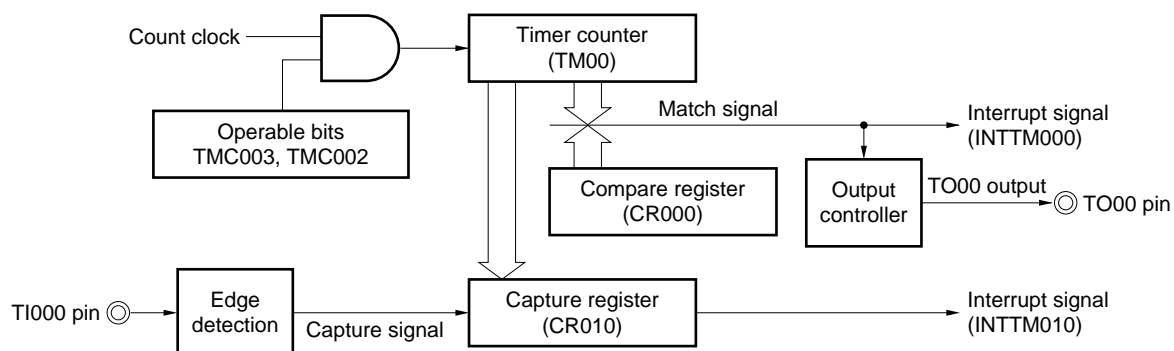 Count clock
Timer counter
(TM00)
Operable bits
TMC003, TMC002
Match signal
Interrupt signal
(INTTM000)
Compare register
(CR000)
Output
controller
TO00 output
TO00 pin
TI000 pin
Edge
detection
Capture signal
Capture register
(CR010)
Interrupt signal
(INTTM010)